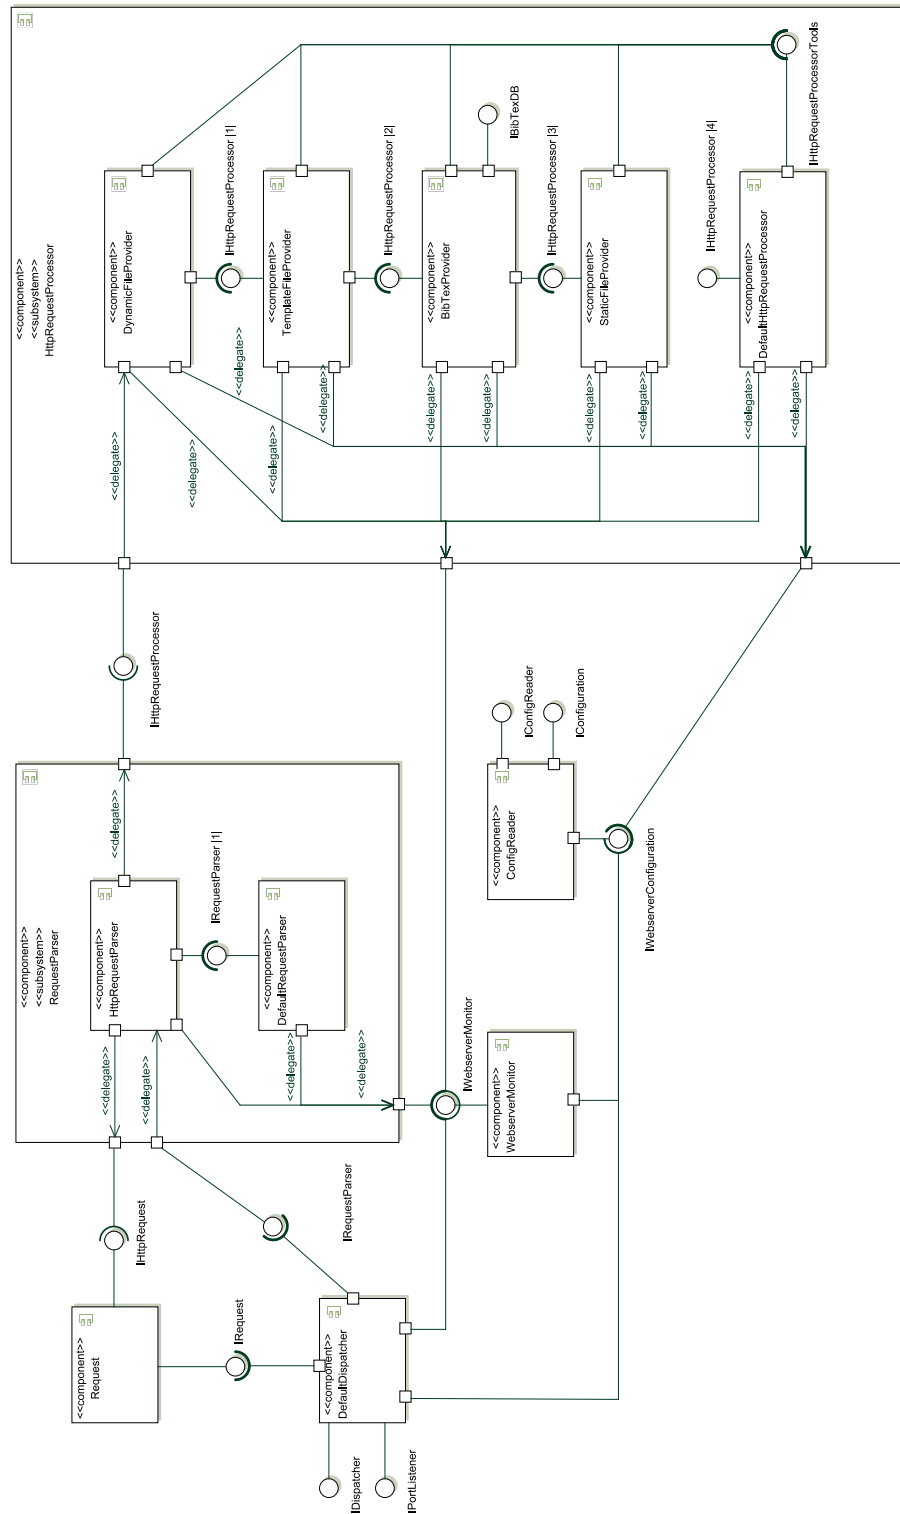 <<component>>
<<subsystem>>
HttpRequestProcessor
<<component>>
DynamicFileProvider
IHttpRequestProcessor |1|
<<component>>
TemplateFileProvider
IHttpRequestProcessor |2|
<<component>>
BibTexProvider
IBibTexDB
IHttpRequestProcessor |3|
<<component>>
StaticFileProvider
IHttpRequestProcessor |4|
<<component>>
DefaultHttpRequestProcessor
IHttpRequestProcessorTools
<<delegate>>
<<delegate>>
<<delegate>>
<<delegate>>
<<delegate>>
<<delegate>>
<<delegate>>
<<delegate>>
<<delegate>>
<<delegate>>
<<delegate>>
IHttpRequestProcessor
<<component>>
<<subsystem>>
RequestParser
<<delegate>>
<<component>>
HttpRequestParser
IRequestParser |1|
<<component>>
DefaultRequestParser
<<delegate>>
<<delegate>>
<<delegate>>
<<delegate>>
IConfigReader
IConfiguration
<<component>>
ConfigReader
IWebserverConfiguration
IWebserverMonitor
<<component>>
WebserverMonitor
IHttpRequest
IRequestParser
<<component>>
Request
IRequest
<<component>>
DefaultDispatcher
IDispatcher
IPortListener